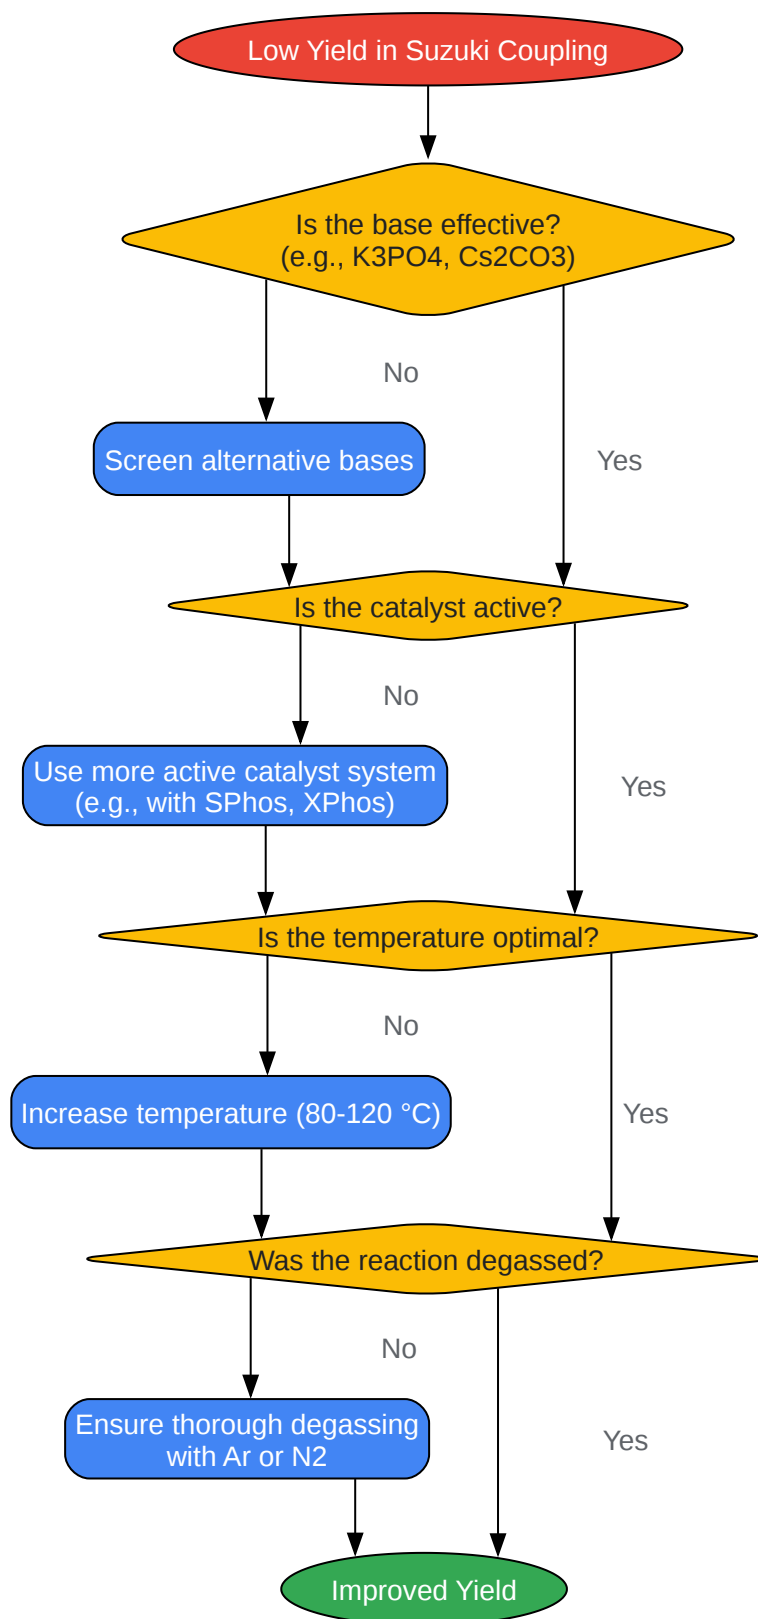 Low Yield in Suzuki Coupling
Is the base effective?
(e.g., K3PO4, Cs2CO3)
No
Screen alternative bases
Yes
Is the catalyst active?
No
Use more active catalyst system
(e.g., with SPhos, XPhos)
Yes
Is the temperature optimal?
No
Increase temperature (80-120 °C)
Yes
Was the reaction degassed?
No
Ensure thorough degassing
with Ar or N2
Yes
Improved Yield